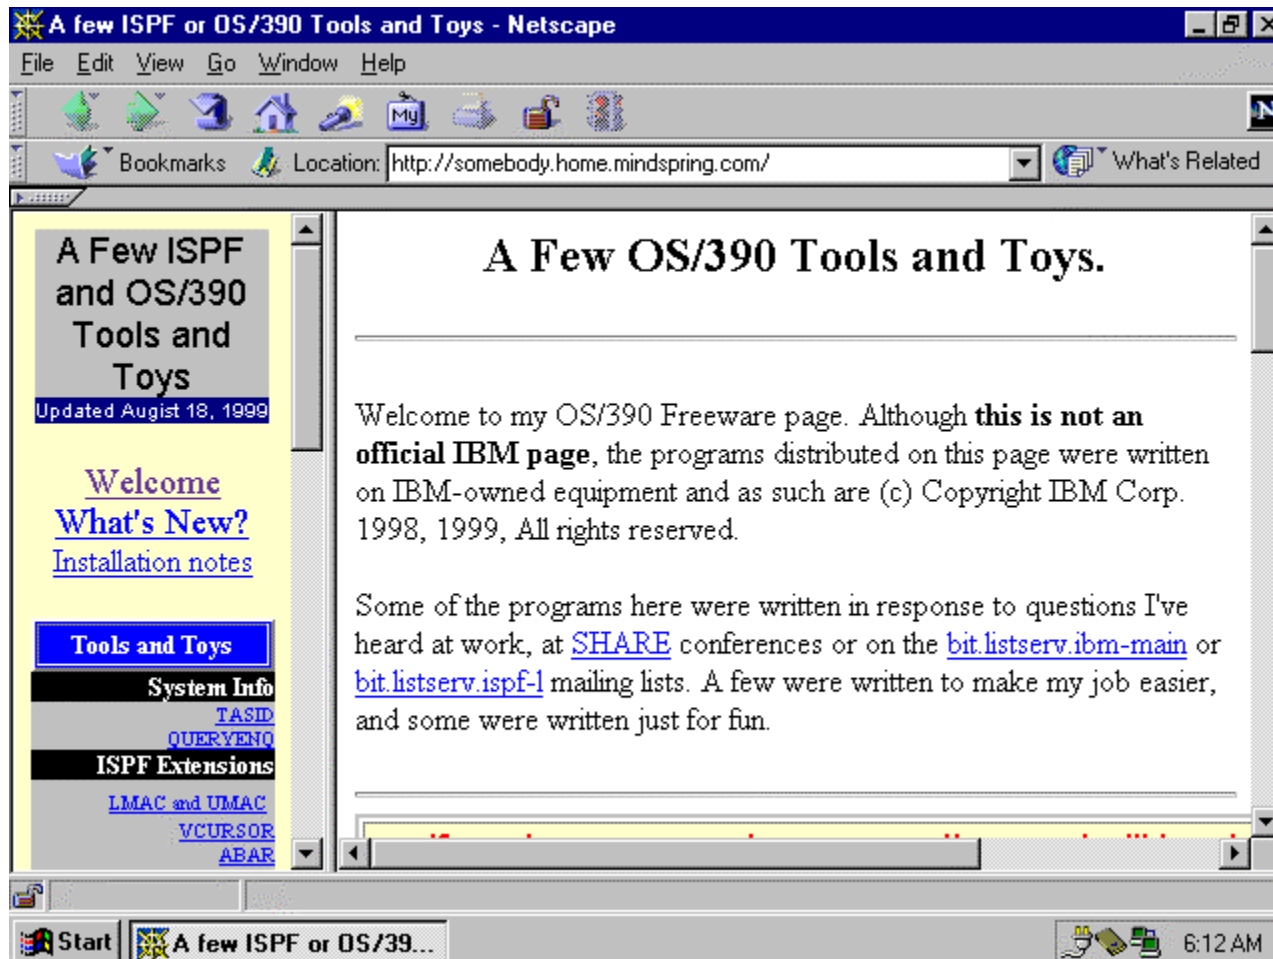 A few ISPF or OS/390 Tools and Toys - Netscape
File Edit View Go Window Help
My
N
Bookmarks Location: http://somebody.home.mindspring.com/ What's Related
A Few ISPF
and OS/390
Tools and
Toys
Updated Augist 18, 1999
Welcome
What's New?
Installation notes
Tools and Toys
System Info
TASID
QUERYENQ
ISPF Extensions
LMAC and UMAC
VCURSOR
ABAR
A Few OS/390 Tools and Toys.
Welcome to my OS/390 Freeware page. Although this is not an
official IBM page, the programs distributed on this page were written
on IBM-owned equipment and as such are (c) Copyright IBM Corp.
1998, 1999, All rights reserved.
Some of the programs here were written in response to questions I've
heard at work, at SHARE conferences or on the bit.listserv.ibm-main or
bit.listserv.ispf-l mailing lists. A few were written to make my job easier,
and some were written just for fun.
Start A few ISPF or OS/39... 6:12 AM